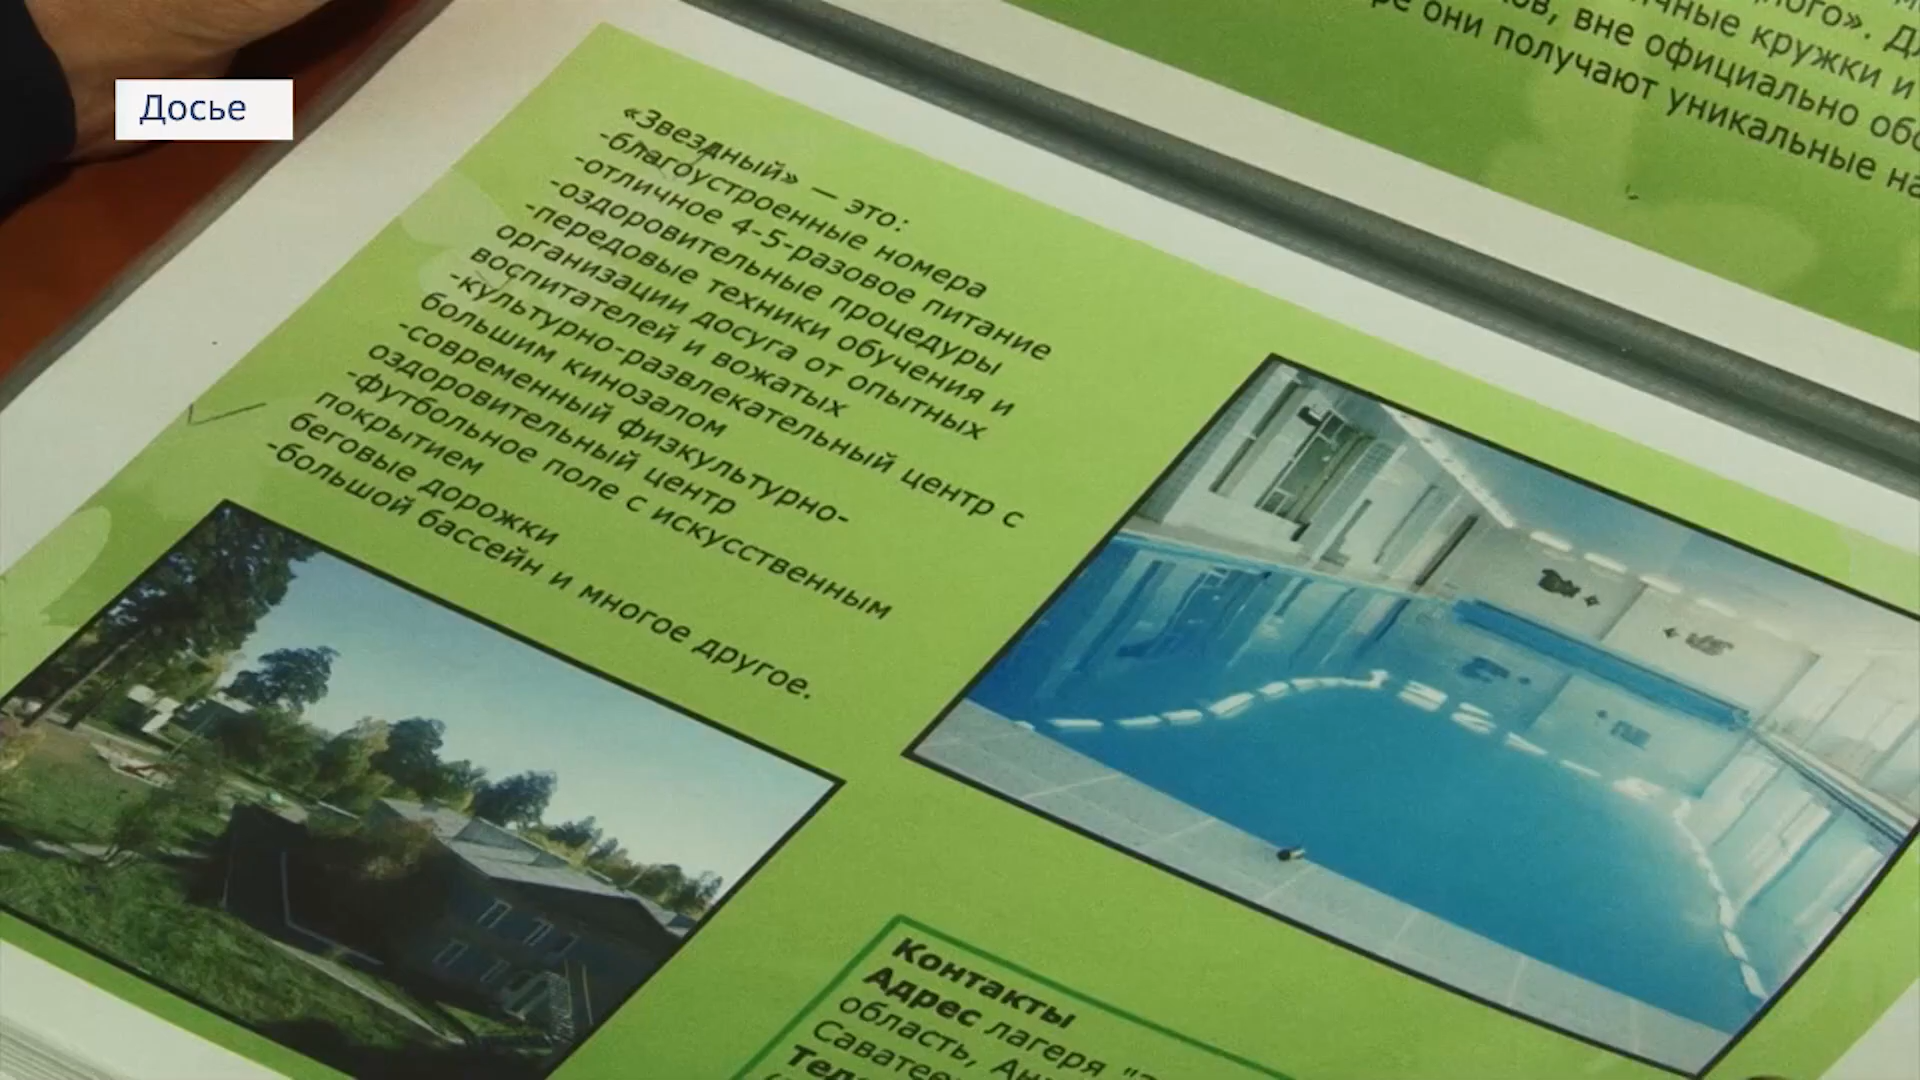 Досье
«Звездный» — это:
-благоустроенные номера
-отличное 4-5-разовое питание
-оздоровительные процедуры
-передовые техники обучения и
организации досуга от опытных
воспитателей и вожатых
-культурно-развлекательный центр с
большим кинозалом
-современный физкультурно-
оздоровительный центр
-футбольное поле с искусственным
покрытием
беговые дорожки
-большой бассейн и многое другое.
кружки и
вне официально
они получают уникальные
Контакты
Адрес лагеря
область,